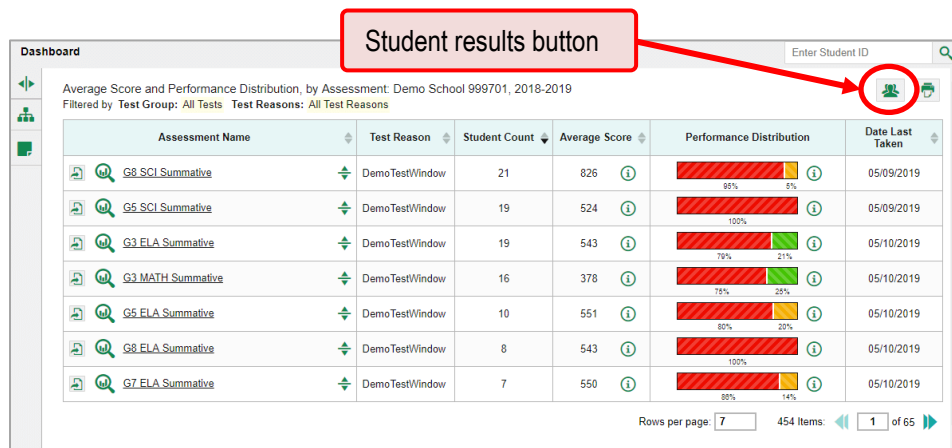 Student results button
Dashboard
Enter Student ID
Average Score and Performance Distribution, by Assessment: Demo School 999701, 2018-2019
Filtered by Test Group: All Tests Test Reasons: All Test Reasons
Assessment Name Test Reason Student Count Average Score Performance Distribution Date Last Taken
G8 SCI Summative DemoTestWindow 21 826 05/09/2019
95% 5%
G5 SCI Summative DemoTestWindow 19 524 05/09/2019
100%
G3 ELA Summative DemoTestWindow 19 543 05/10/2019
79% 21%
G3 MATH Summative DemoTestWindow 16 378 05/10/2019
75% 25%
G5 ELA Summative DemoTestWindow 10 551 05/10/2019
80% 20%
G8 ELA Summative DemoTestWindow 8 543 05/10/2019
100%
G7 ELA Summative DemoTestWindow 7 550 05/10/2019
86% 14%
Rows per page: 7 454 Items: 1 of 65